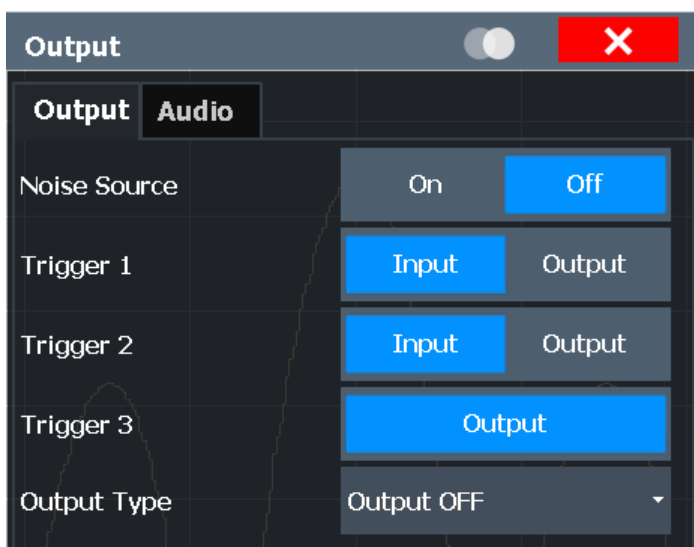 Output
Output Audio
Noise Source On Off
Trigger 1 Input Output
Trigger 2 Input Output
Trigger 3 Output
Output Type Output OFF